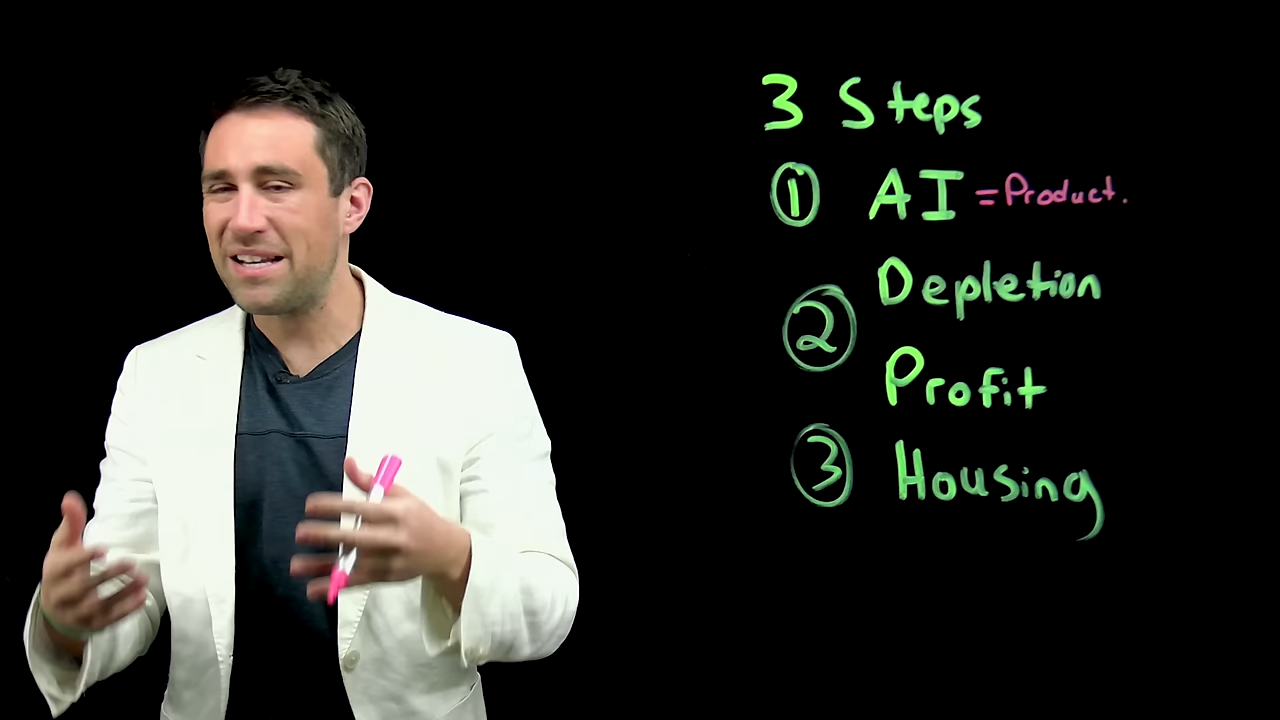 3 Steps
① AI = Product.
Depletion
②
Profit
③ Housing